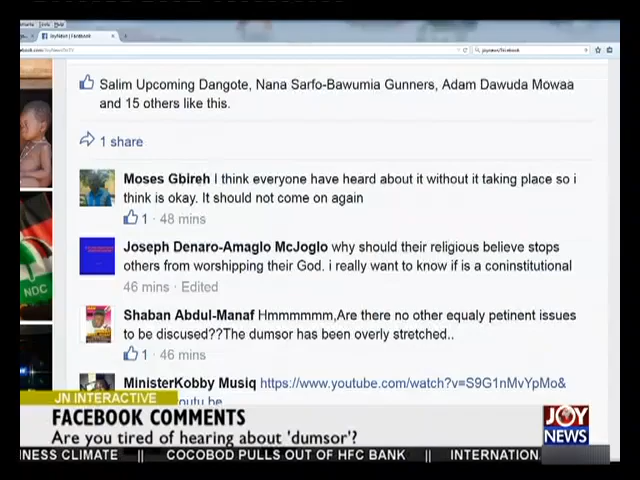 JoyNews | Facebook
joynews/facebook
Salim Upcoming Dangote, Nana Sarfo-Bawumia Gunners, Adam Dawuda Mowaa
and 15 others like this.
1 share
Moses Gbireh I think everyone have heard about it without it taking place so i
think is okay. It should not come on again
1 · 48 mins
Joseph Denaro-Amaglo McJoglo why should their religious believe stops
others from worshipping their God. i really want to know if is a coninstitutional
46 mins · Edited
Shaban Abdul-Manaf Hmmmmmm,Are there no other equaly petinent issues
to be discused??The dumsor has been overly stretched..
1 · 46 mins
MinisterKobby Musiq https://www.youtube.com/watch?v=S9G1nMvYpMo&
NDC
JN INTERACTIVE
FACEBOOK COMMENTS
Are you tired of hearing about 'dumsor'?
JOY
NEWS
INESS CLIMATE || COCOBOD PULLS OUT OF HFC BANK || INTERNATION